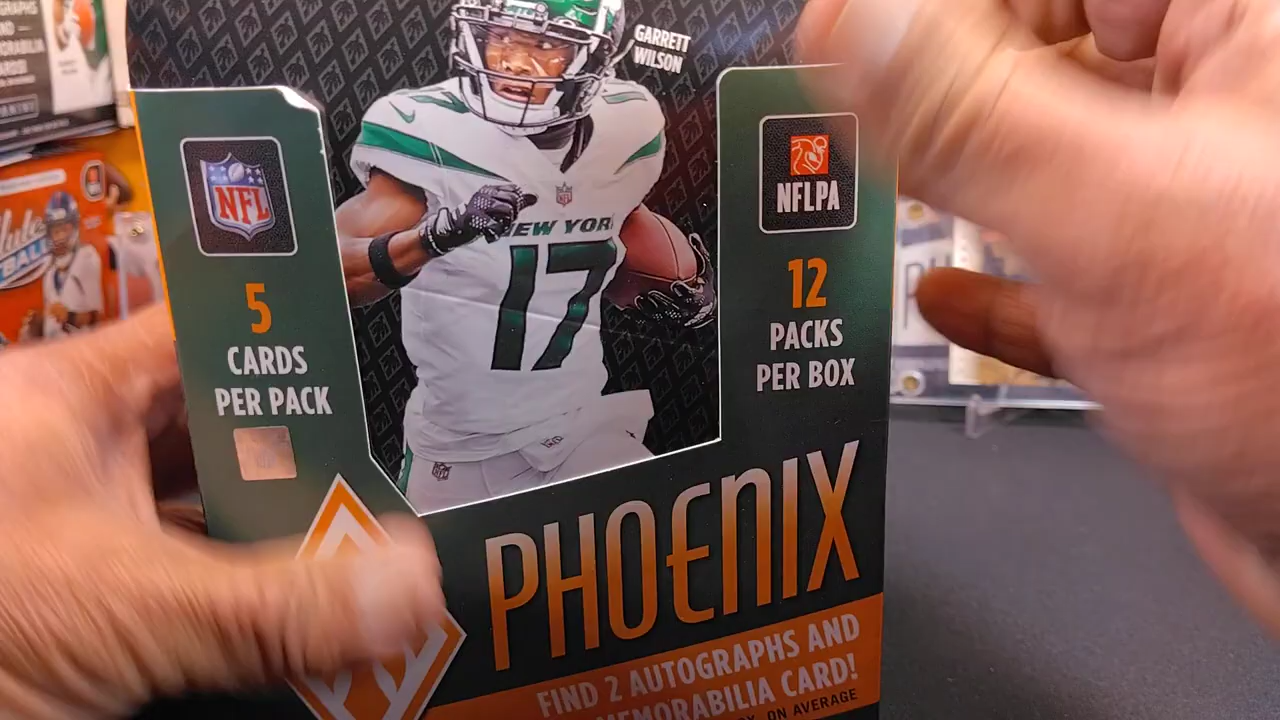 GARRETT
WILSON
NFL
NFLPA
5
CARDS
PER PACK
12
PACKS
PER BOX
NEW YOR
17
PHOENIX
FIND 2 AUTOGRAPHS AND
MEMORABILIA CARD!
ON AVERAGE